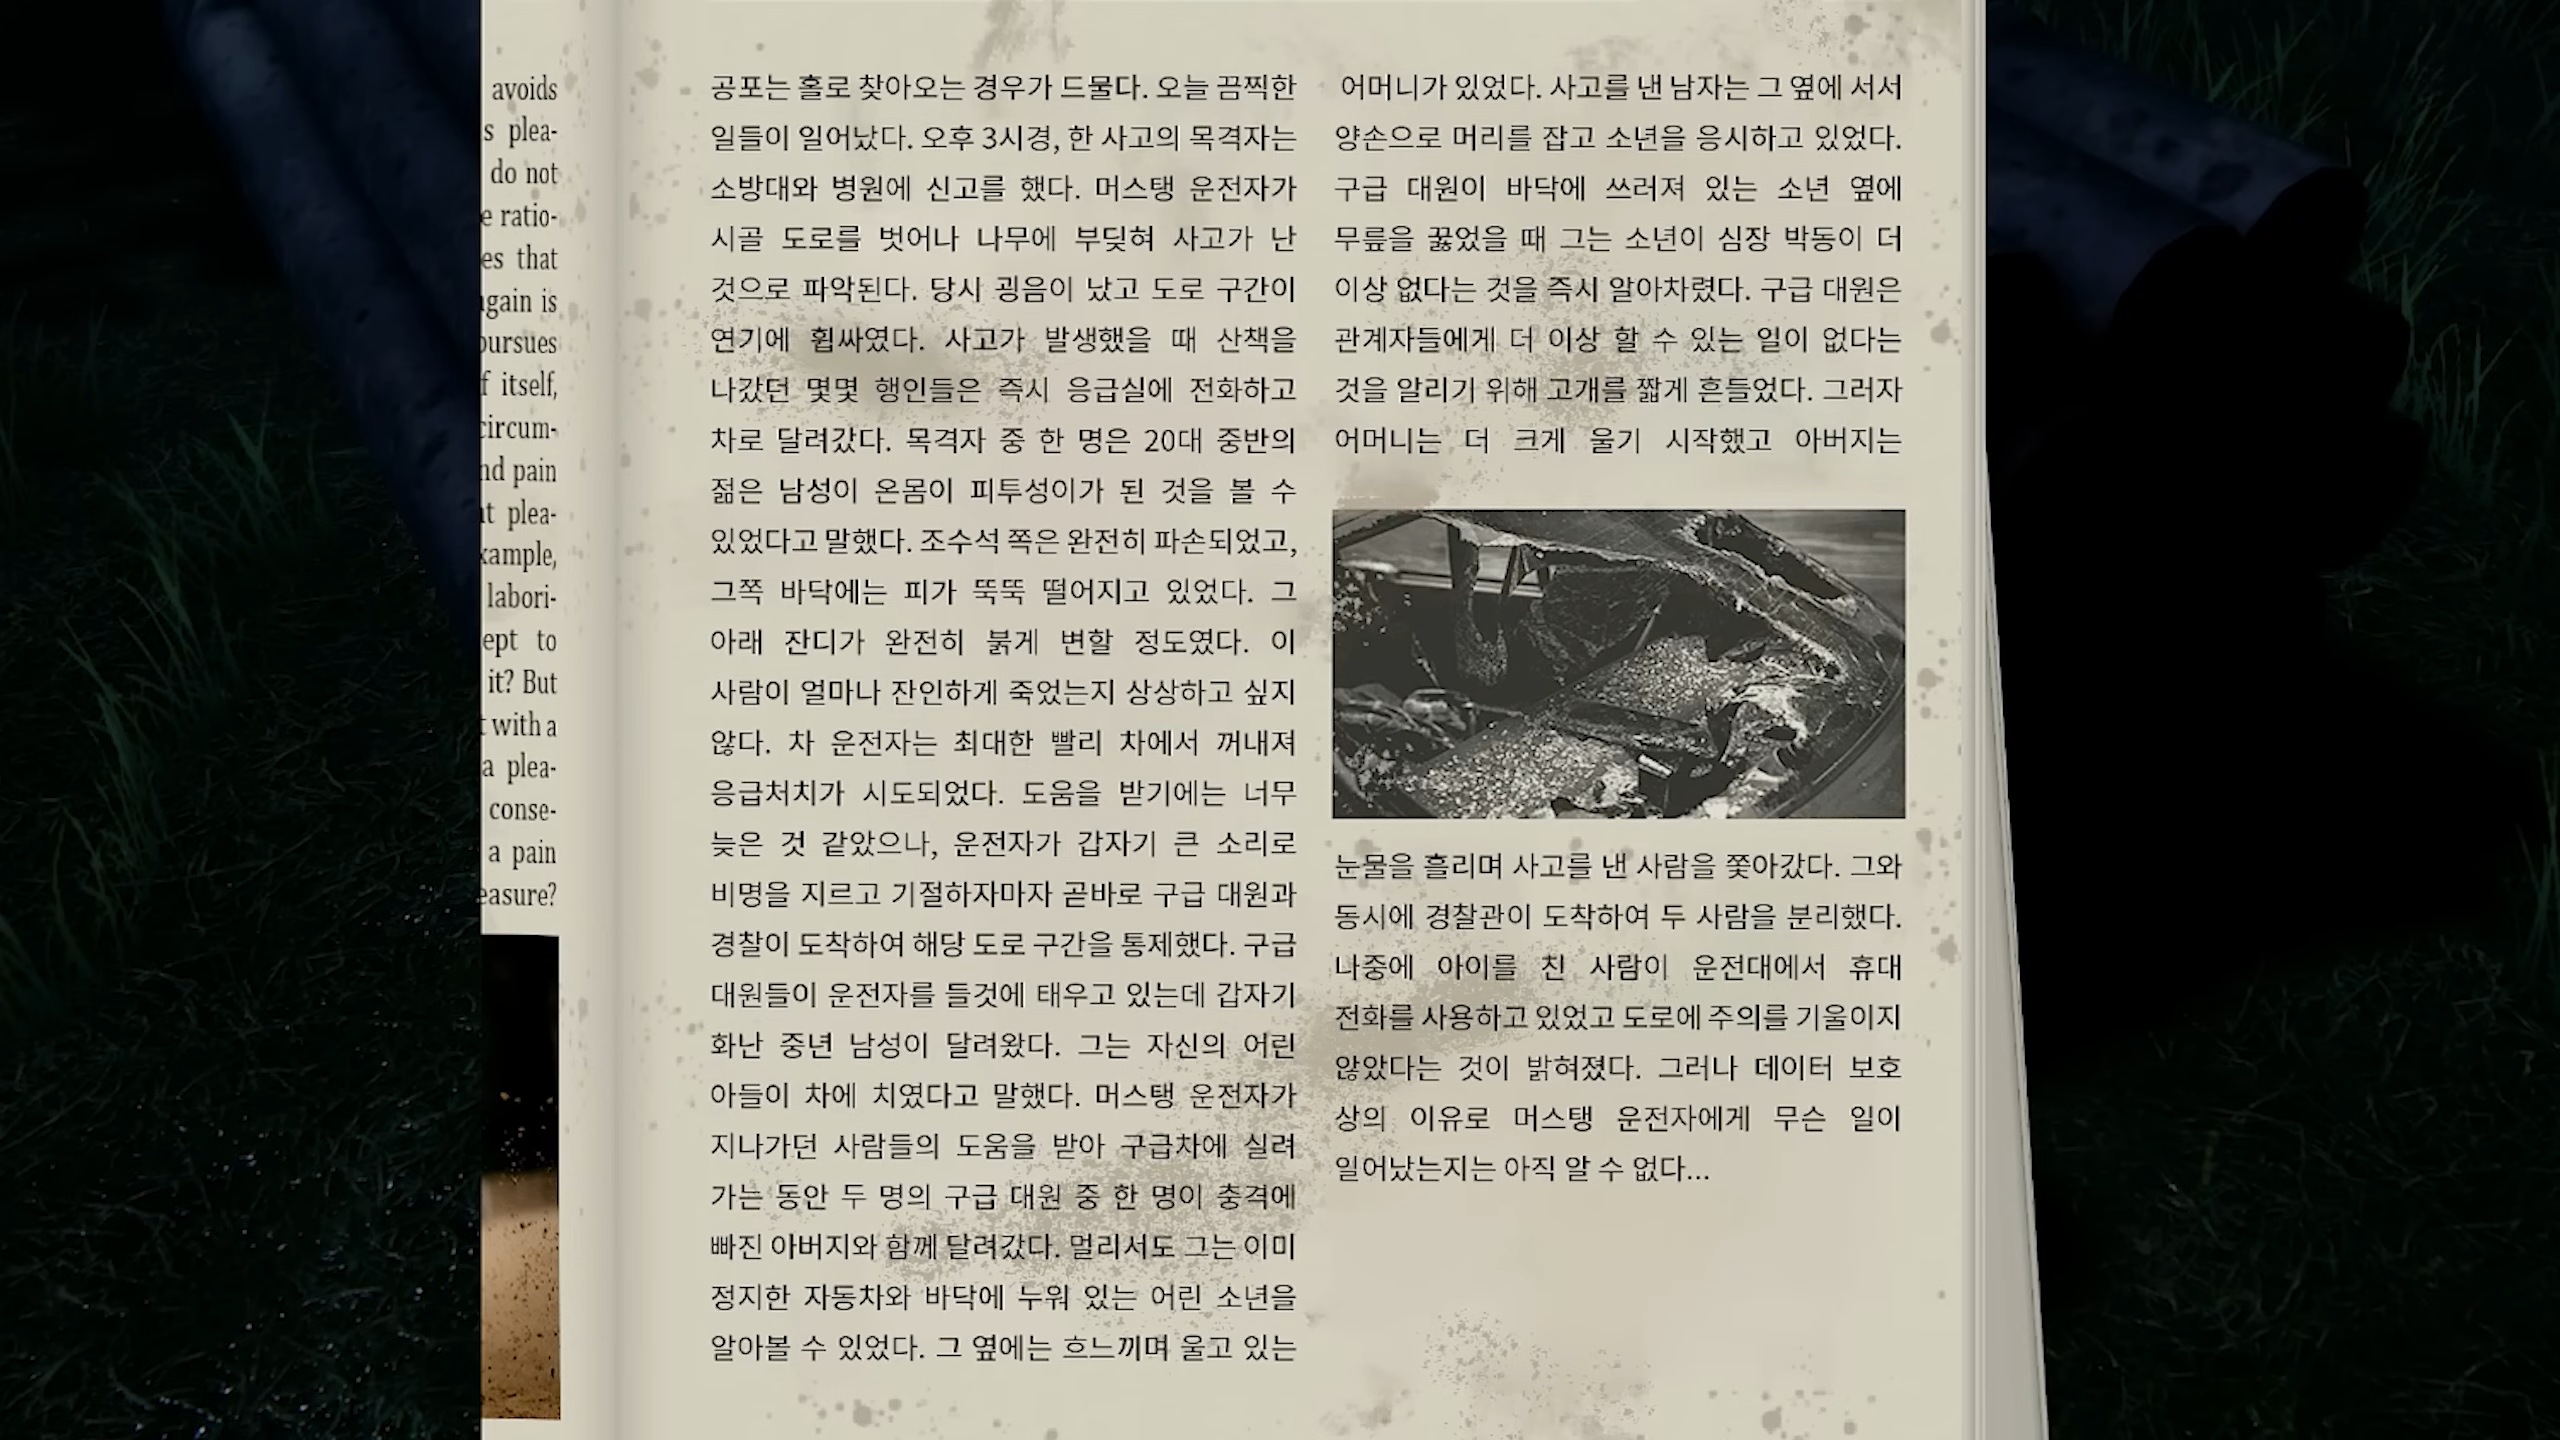 avoids
s plea-
do not
e ratio-
es that
again is
pursues
f itself,
circum-
nd pain
t plea-
xample,
labori-
ept to
it? But
t with a
a plea-
conse-
a pain
easure?
공포는 홀로 찾아오는 경우가 드물다. 오늘 끔찍한
일들이 일어났다. 오후 3시경, 한 사고의 목격자는
소방대와 병원에 신고를 했다. 머스탱 운전자가
시골 도로를 벗어나 나무에 부딪혀 사고가 난
것으로 파악된다. 당시 굉음이 났고 도로 구간이
연기에 휩싸였다. 사고가 발생했을 때 산책을
나갔던 몇몇 행인들은 즉시 응급실에 전화하고
차로 달려갔다. 목격자 중 한 명은 20대 중반의
젊은 남성이 온몸이 피투성이가 된 것을 볼 수
있었다고 말했다. 조수석 쪽은 완전히 파손되었고,
그쪽 바닥에는 피가 뚝뚝 떨어지고 있었다. 그
아래 잔디가 완전히 붉게 변할 정도였다. 이
사람이 얼마나 잔인하게 죽었는지 상상하고 싶지
않다. 차 운전자는 최대한 빨리 차에서 꺼내져
응급처치가 시도되었다. 도움을 받기에는 너무
늦은 것 같았으나, 운전자가 갑자기 큰 소리로
비명을 지르고 기절하자마자 곧바로 구급 대원과
경찰이 도착하여 해당 도로 구간을 통제했다. 구급
대원들이 운전자를 들것에 태우고 있는데 갑자기
화난 중년 남성이 달려왔다. 그는 자신의 어린
아들이 차에 치였다고 말했다. 머스탱 운전자가
지나가던 사람들의 도움을 받아 구급차에 실려
가는 동안 두 명의 구급 대원 중 한 명이 충격에
빠진 아버지와 함께 달려갔다. 멀리서도 그는 이미
정지한 자동차와 바닥에 누워 있는 어린 소년을
알아볼 수 있었다. 그 옆에는 흐느끼며 울고 있는
어머니가 있었다. 사고를 낸 남자는 그 옆에 서서
양손으로 머리를 잡고 소년을 응시하고 있었다.
구급 대원이 바닥에 쓰러져 있는 소년 옆에
무릎을 꿇었을 때 그는 소년이 심장 박동이 더
이상 없다는 것을 즉시 알아차렸다. 구급 대원은
관계자들에게 더 이상 할 수 있는 일이 없다는
것을 알리기 위해 고개를 짧게 흔들었다. 그러자
어머니는 더 크게 울기 시작했고 아버지는
눈물을 흘리며 사고를 낸 사람을 쫓아갔다. 그와
동시에 경찰관이 도착하여 두 사람을 분리했다.
나중에 아이를 친 사람이 운전대에서 휴대
전화를 사용하고 있었고 도로에 주의를 기울이지
않았다는 것이 밝혀졌다. 그러나 데이터 보호
상의 이유로 머스탱 운전자에게 무슨 일이
일어났는지는 아직 알 수 없다...